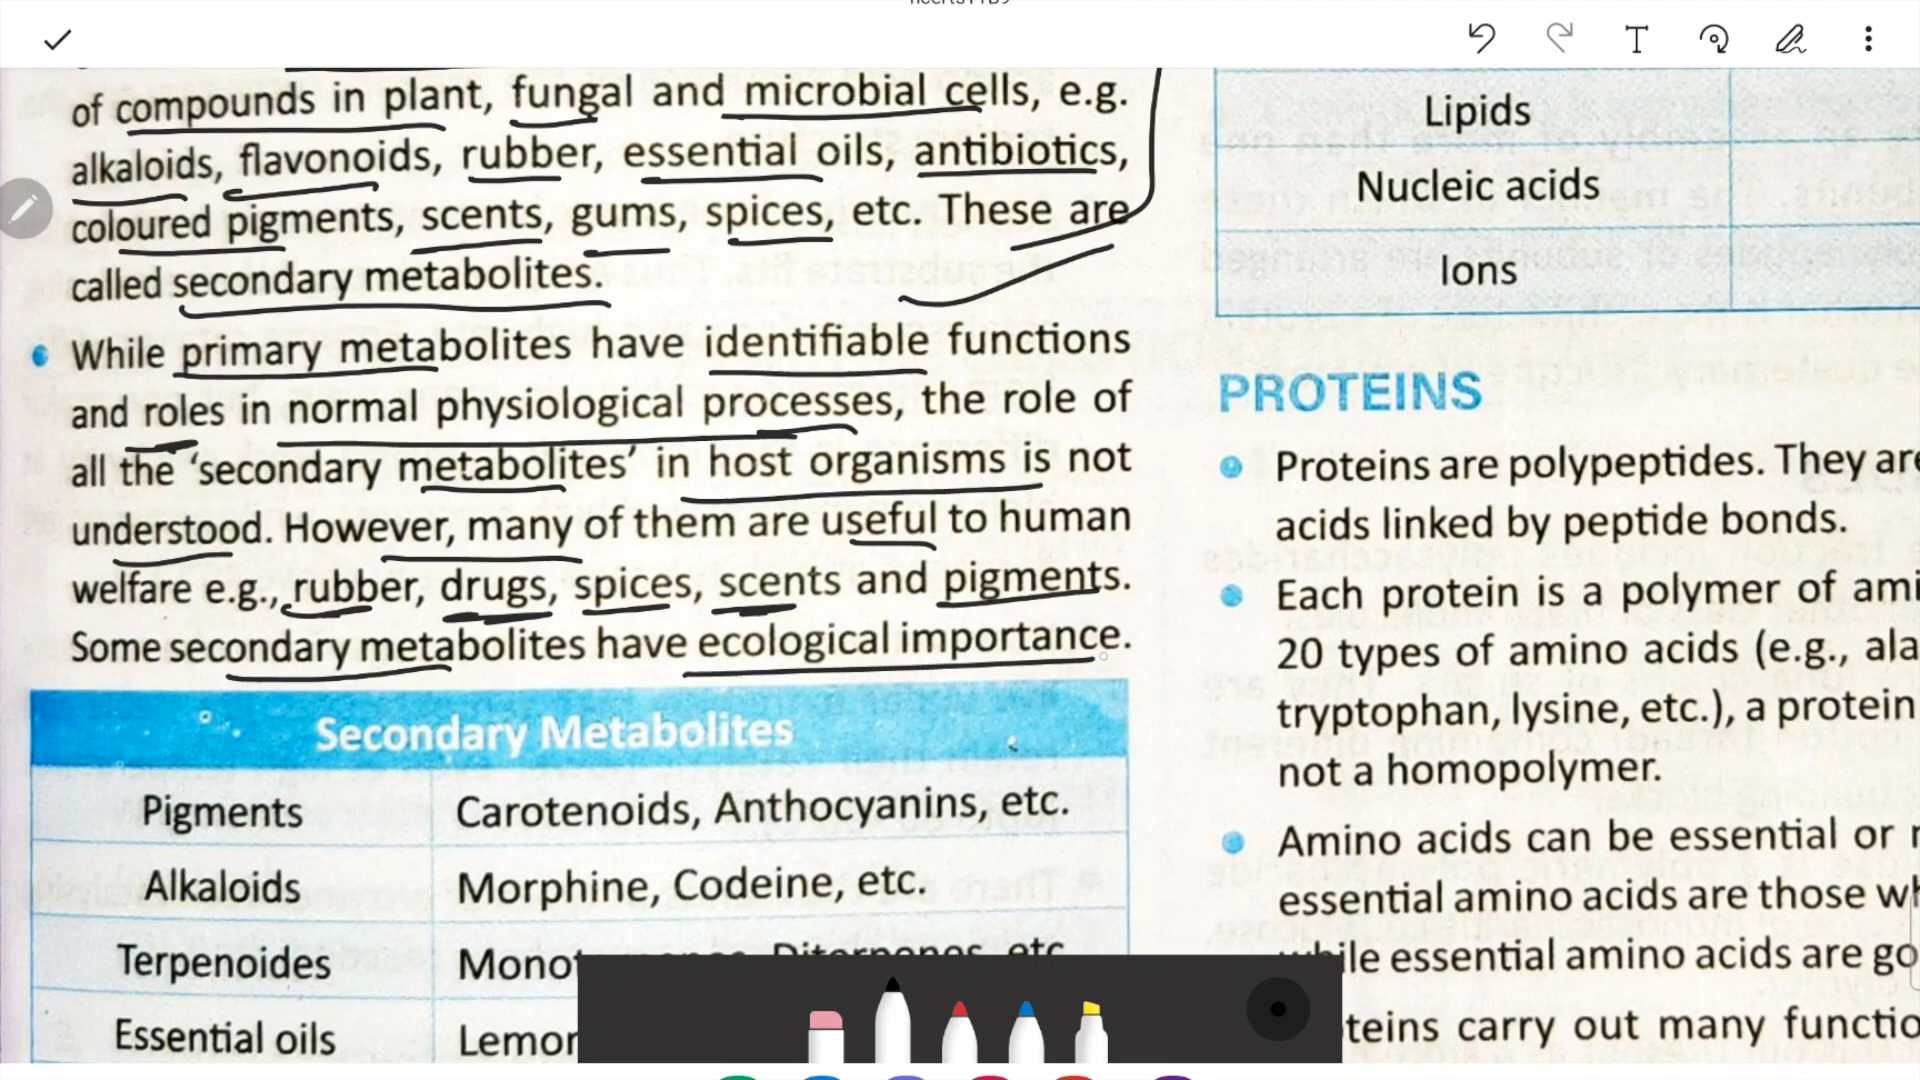 of compounds in plant, fungal and microbial cells, e.g.
alkaloids, flavonoids, rubber, essential oils, antibiotics,
coloured pigments, scents, gums, spices, etc. These are
called secondary metabolites.
While primary metabolites have identifiable functions
and roles in normal physiological processes, the role of
all the ‘secondary metabolites’ in host organisms is not
understood. However, many of them are useful to human
welfare e.g., rubber, drugs, spices, scents and pigments.
Some secondary metabolites have ecological importance.
Secondary Metabolites
Pigments Carotenoids, Anthocyanins, etc.
Alkaloids Morphine, Codeine, etc.
Terpenoides Diterpenes, etc
Essential oils
Lipids
Nucleic acids
Ions
PROTEINS
Proteins are polypeptides. They are
acids linked by peptide bonds.
Each protein is a polymer of ami
20 types of amino acids (e.g., ala
tryptophan, lysine, etc.), a protein
not a homopolymer.
Amino acids can be essential or
essential amino acids are those wh
while essential amino acids are go
teins carry out many functio